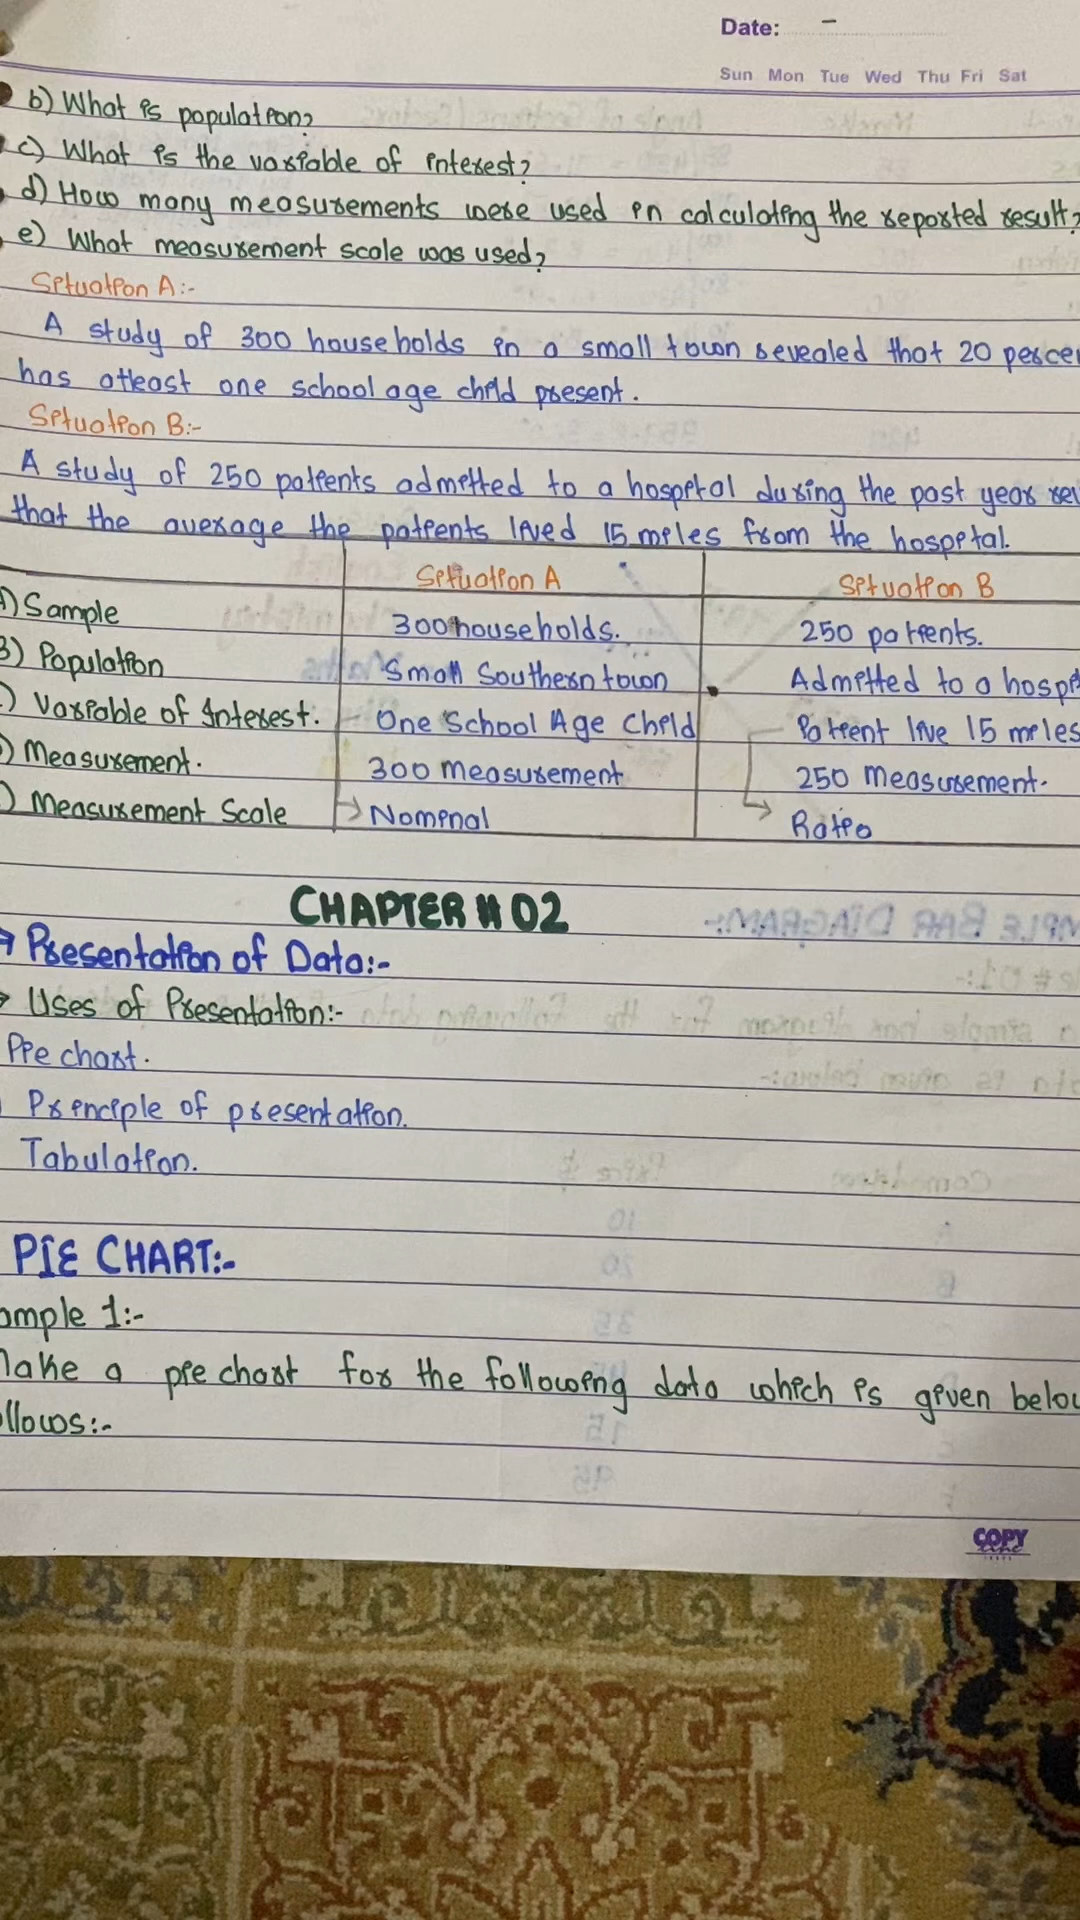 Date:
Sun Mon Tue Wed Thu Fri Sat
b) What is population?
c) What is the variable of interest?
d) How many measurements were used in calculating the reported result?
e) What measurement scale was used?
Situation A:-
A study of 300 households in a small town revealed that 20 perce
has atleast one school age child present.
Situation B:-
A study of 250 patients admitted to a hospital during the past year re
that the average the patients lived 15 miles from the hospital.
Situation A Situation B
) Sample 300 households. 250 patients.
) Population Small Southern town Admitted to a hospi
) Variable of Interest. One School Age Child Patient live 15 miles
) Measurement. 300 measurement 250 Measurement.
) Measurement Scale → Nominal → Ratio
CHAPTER # 02
→ Presentation of Data:-
→ Uses of Presentation:-
Pie chart.
Principle of presentation.
Tabulation.
PIE CHART:-
ample 1:-
Make a pie chart for the following data which is given below
ollows:-
COPY